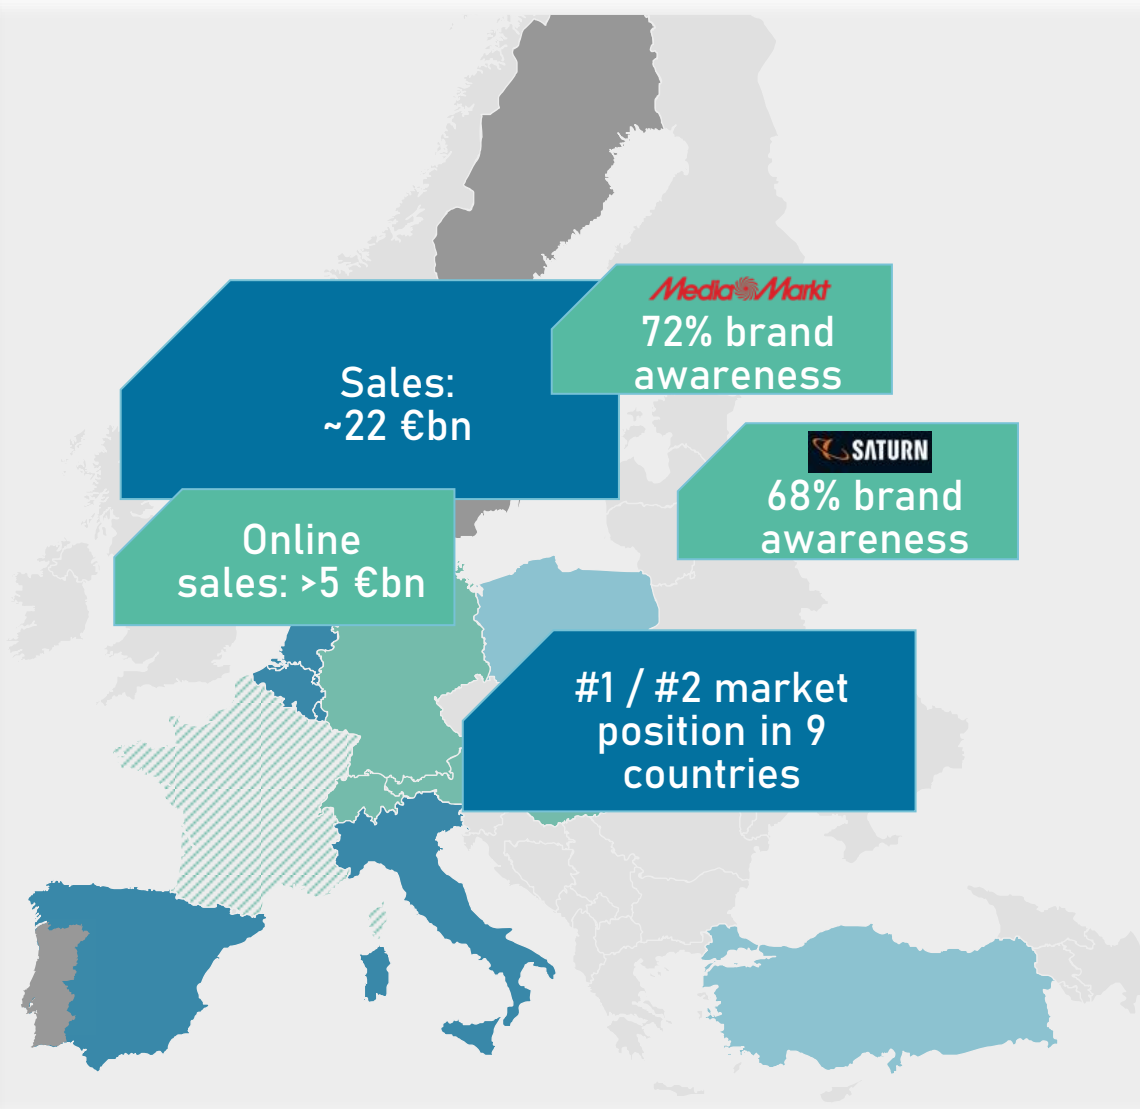 MediaMarkt
72% brand
awareness
Sales:
~22 €bn
SATURN
68% brand
awareness
Online
sales: >5 €bn
#1 / #2 market
position in 9
countries